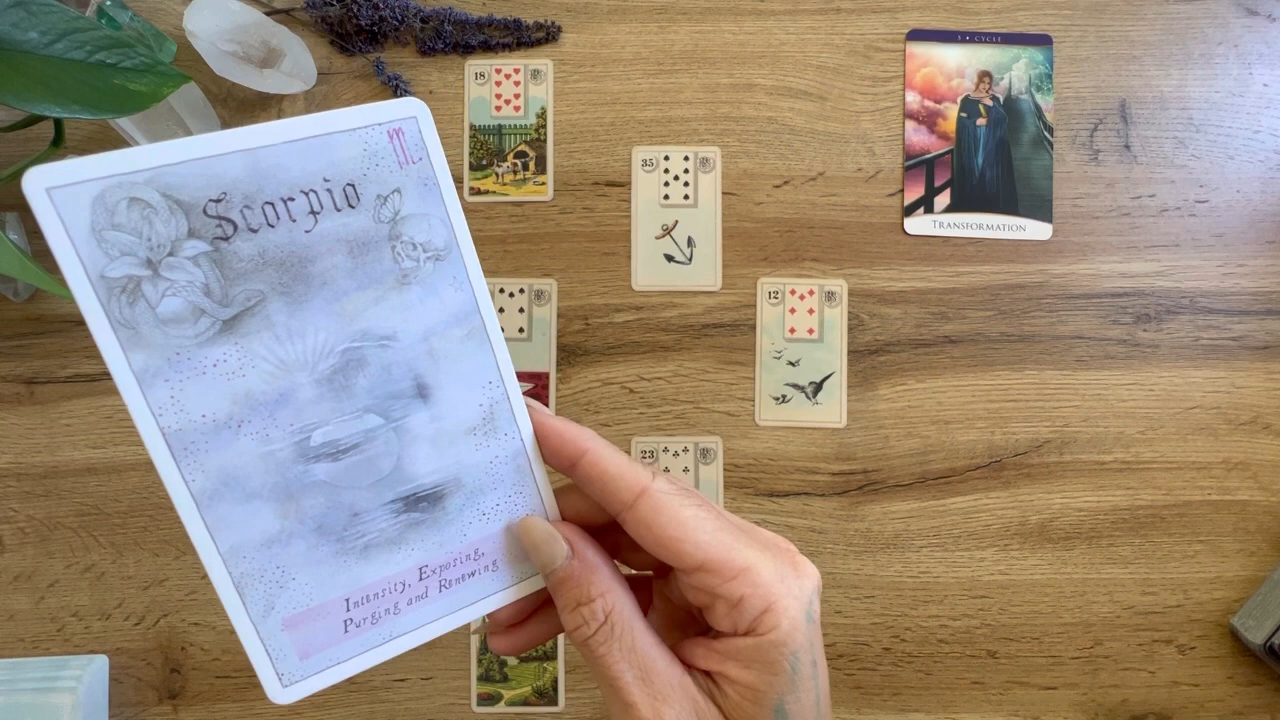 Scorpio
Intensity, Exposing,
Purging and Renewing
18
35
12
23
5 • CYCLE
TRANSFORMATION